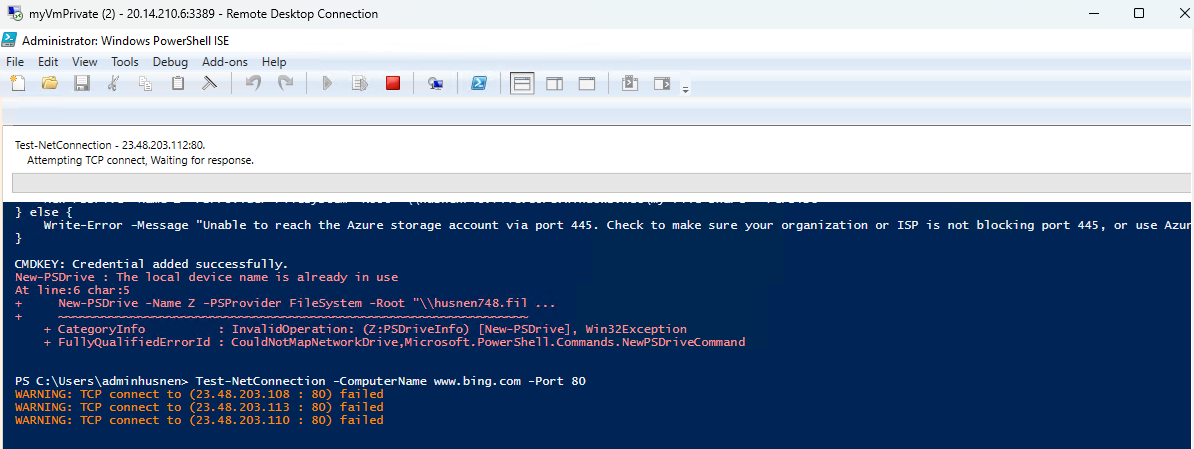 myVmPrivate (2) - 20.14.210.6:3389 - Remote Desktop Connection
Administrator: Windows PowerShell ISE
File Edit View Tools Debug Add-ons Help
Test-NetConnection - 23.48.203.112:80.
Attempting TCP connect, Waiting for response.
} else {
Write-Error -Message "Unable to reach the Azure storage account via port 445. Check to make sure your organization or ISP is not blocking port 445, or use Azur
}
CMDKEY: Credential added successfully.
New-PSDrive : The local device name is already in use
At line:6 char:5
+ New-PSDrive -Name Z -PSProvider FileSystem -Root "\\husnen748.fil ...
+ ~~~~~~~~~~~~~~~~~~~~~~~~~~~~~~~~~~~~~~~~~~~~~~~~~~~~~~~~~~~~~~~~~
+ CategoryInfo : InvalidOperation: (Z:PSDriveInfo) [New-PSDrive], Win32Exception
+ FullyQualifiedErrorId : CouldNotMapNetworkDrive,Microsoft.PowerShell.Commands.NewPSDriveCommand
PS C:\Users\adminhusnen> Test-NetConnection -ComputerName www.bing.com -Port 80
WARNING: TCP connect to (23.48.203.108 : 80) failed
WARNING: TCP connect to (23.48.203.113 : 80) failed
WARNING: TCP connect to (23.48.203.110 : 80) failed